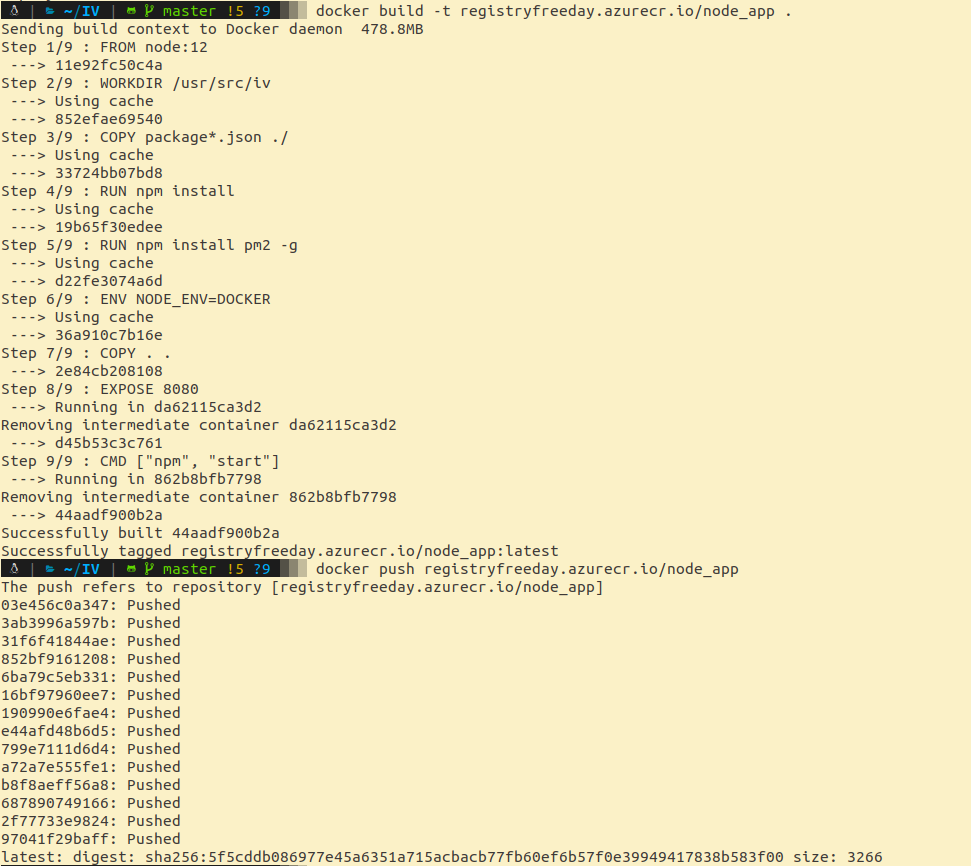 ~/IV | master !5 ?9 docker build -t registryfreeday.azurecr.io/node_app .
Sending build context to Docker daemon  478.8MB
Step 1/9 : FROM node:12
 ---> 11e92fc50c4a
Step 2/9 : WORKDIR /usr/src/iv
 ---> Using cache
 ---> 852efae69540
Step 3/9 : COPY package*.json ./
 ---> Using cache
 ---> 33724bb07bd8
Step 4/9 : RUN npm install
 ---> Using cache
 ---> 19b65f30edee
Step 5/9 : RUN npm install pm2 -g
 ---> Using cache
 ---> d22fe3074a6d
Step 6/9 : ENV NODE_ENV=DOCKER
 ---> Using cache
 ---> 36a910c7b16e
Step 7/9 : COPY . .
 ---> 2e84cb208108
Step 8/9 : EXPOSE 8080
 ---> Running in da62115ca3d2
Removing intermediate container da62115ca3d2
 ---> d45b53c3c761
Step 9/9 : CMD ["npm", "start"]
 ---> Running in 862b8bfb7798
Removing intermediate container 862b8bfb7798
 ---> 44aadf900b2a
Successfully built 44aadf900b2a
Successfully tagged registryfreeday.azurecr.io/node_app:latest
~/IV | master !5 ?9 docker push registryfreeday.azurecr.io/node_app
The push refers to repository [registryfreeday.azurecr.io/node_app]
03e456c0a347: Pushed
3ab3996a597b: Pushed
31f6f41844ae: Pushed
852bf9161208: Pushed
6ba79c5eb331: Pushed
16bf97960ee7: Pushed
190990e6fae4: Pushed
e44afd48b6d5: Pushed
799e7111d6d4: Pushed
a72a7e555fe1: Pushed
b8f8aeff56a8: Pushed
687890749166: Pushed
2f77733e9824: Pushed
97041f29baff: Pushed
latest: digest: sha256:5f5cddb086977e45a6351a715acbacb77fb60ef6b57f0e39949417838b583f00 size: 3266